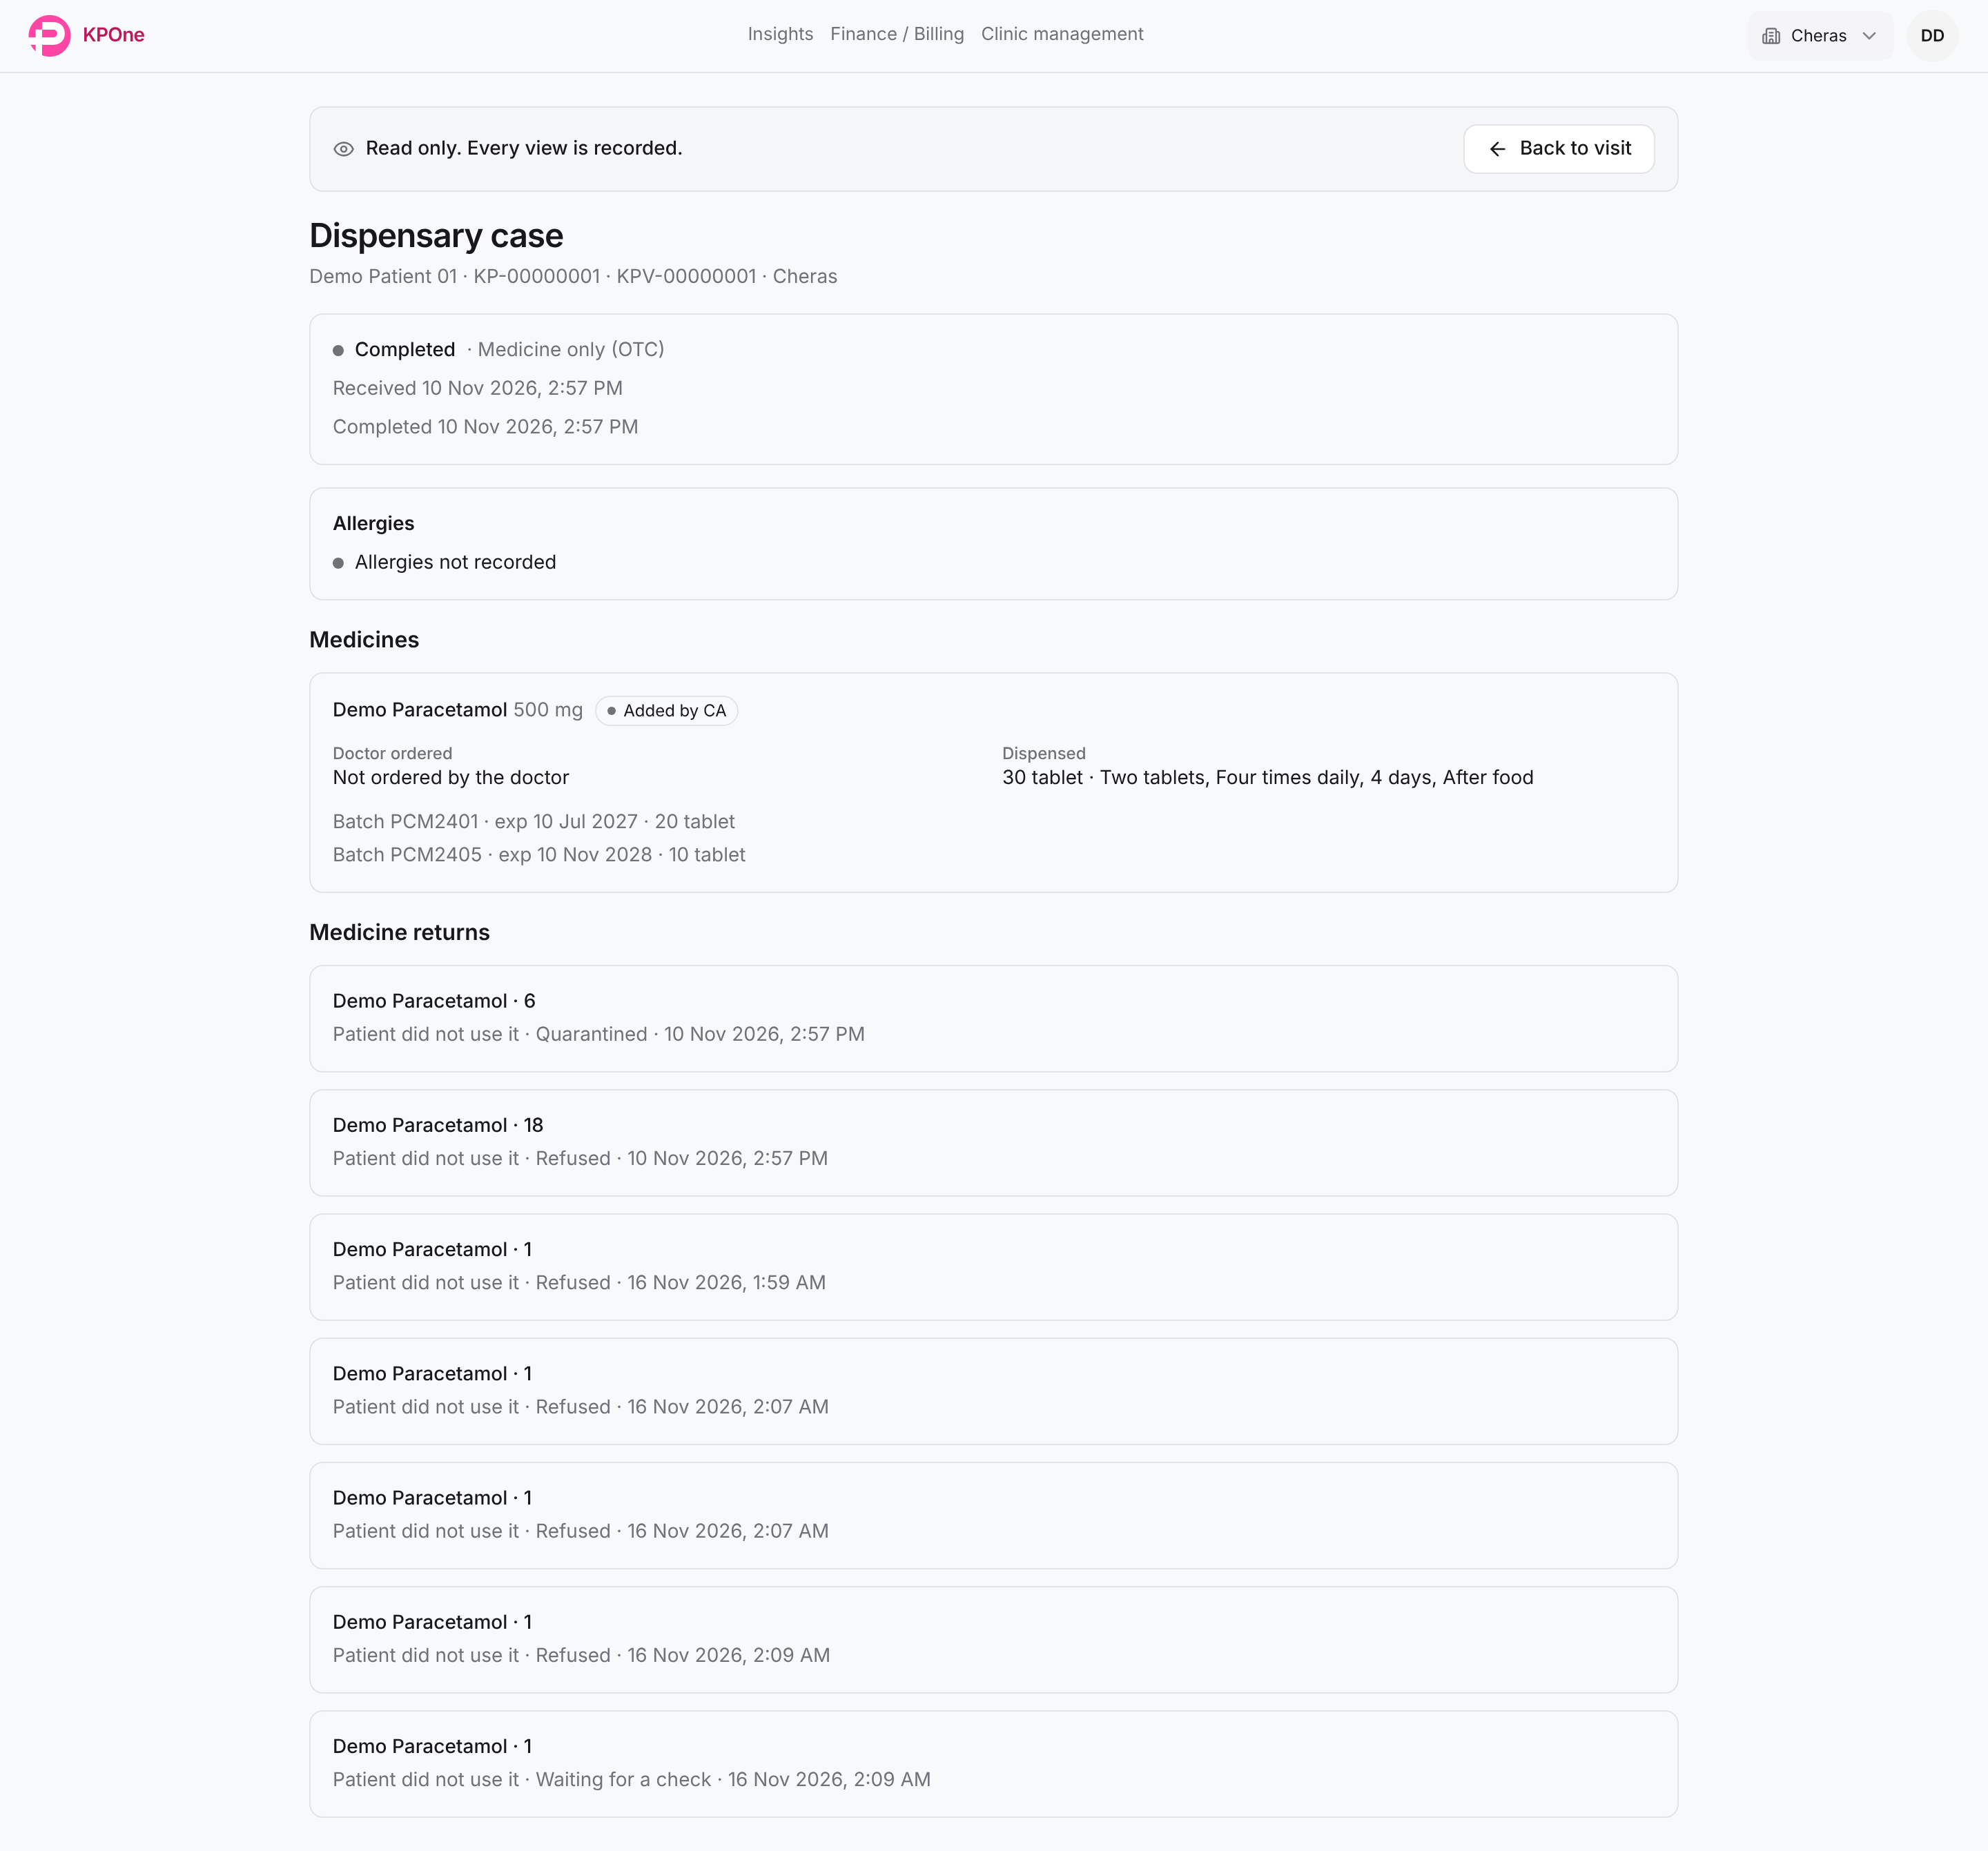 KPOne
Insights Finance / Billing Clinic management
Cheras
DD
Read only. Every view is recorded.
Back to visit
Dispensary case
Demo Patient 01 · KP-00000001 · KPV-00000001 · Cheras
Completed · Medicine only (OTC)
Received 10 Nov 2026, 2:57 PM
Completed 10 Nov 2026, 2:57 PM
Allergies
Allergies not recorded
Medicines
Demo Paracetamol 500 mg Added by CA
Doctor ordered
Not ordered by the doctor
Dispensed
30 tablet · Two tablets, Four times daily, 4 days, After food
Batch PCM2401 · exp 10 Jul 2027 · 20 tablet
Batch PCM2405 · exp 10 Nov 2028 · 10 tablet
Medicine returns
Demo Paracetamol · 6
Patient did not use it · Quarantined · 10 Nov 2026, 2:57 PM
Demo Paracetamol · 18
Patient did not use it · Refused · 10 Nov 2026, 2:57 PM
Demo Paracetamol · 1
Patient did not use it · Refused · 16 Nov 2026, 1:59 AM
Demo Paracetamol · 1
Patient did not use it · Refused · 16 Nov 2026, 2:07 AM
Demo Paracetamol · 1
Patient did not use it · Refused · 16 Nov 2026, 2:07 AM
Demo Paracetamol · 1
Patient did not use it · Refused · 16 Nov 2026, 2:09 AM
Demo Paracetamol · 1
Patient did not use it · Waiting for a check · 16 Nov 2026, 2:09 AM